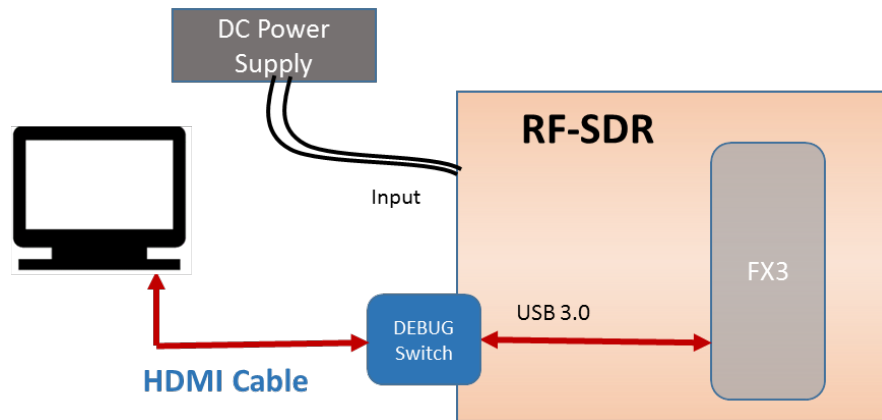 DC Power
Supply
RF-SDR
Input
FX3
USB 3.0
DEBUG
Switch
HDMI Cable